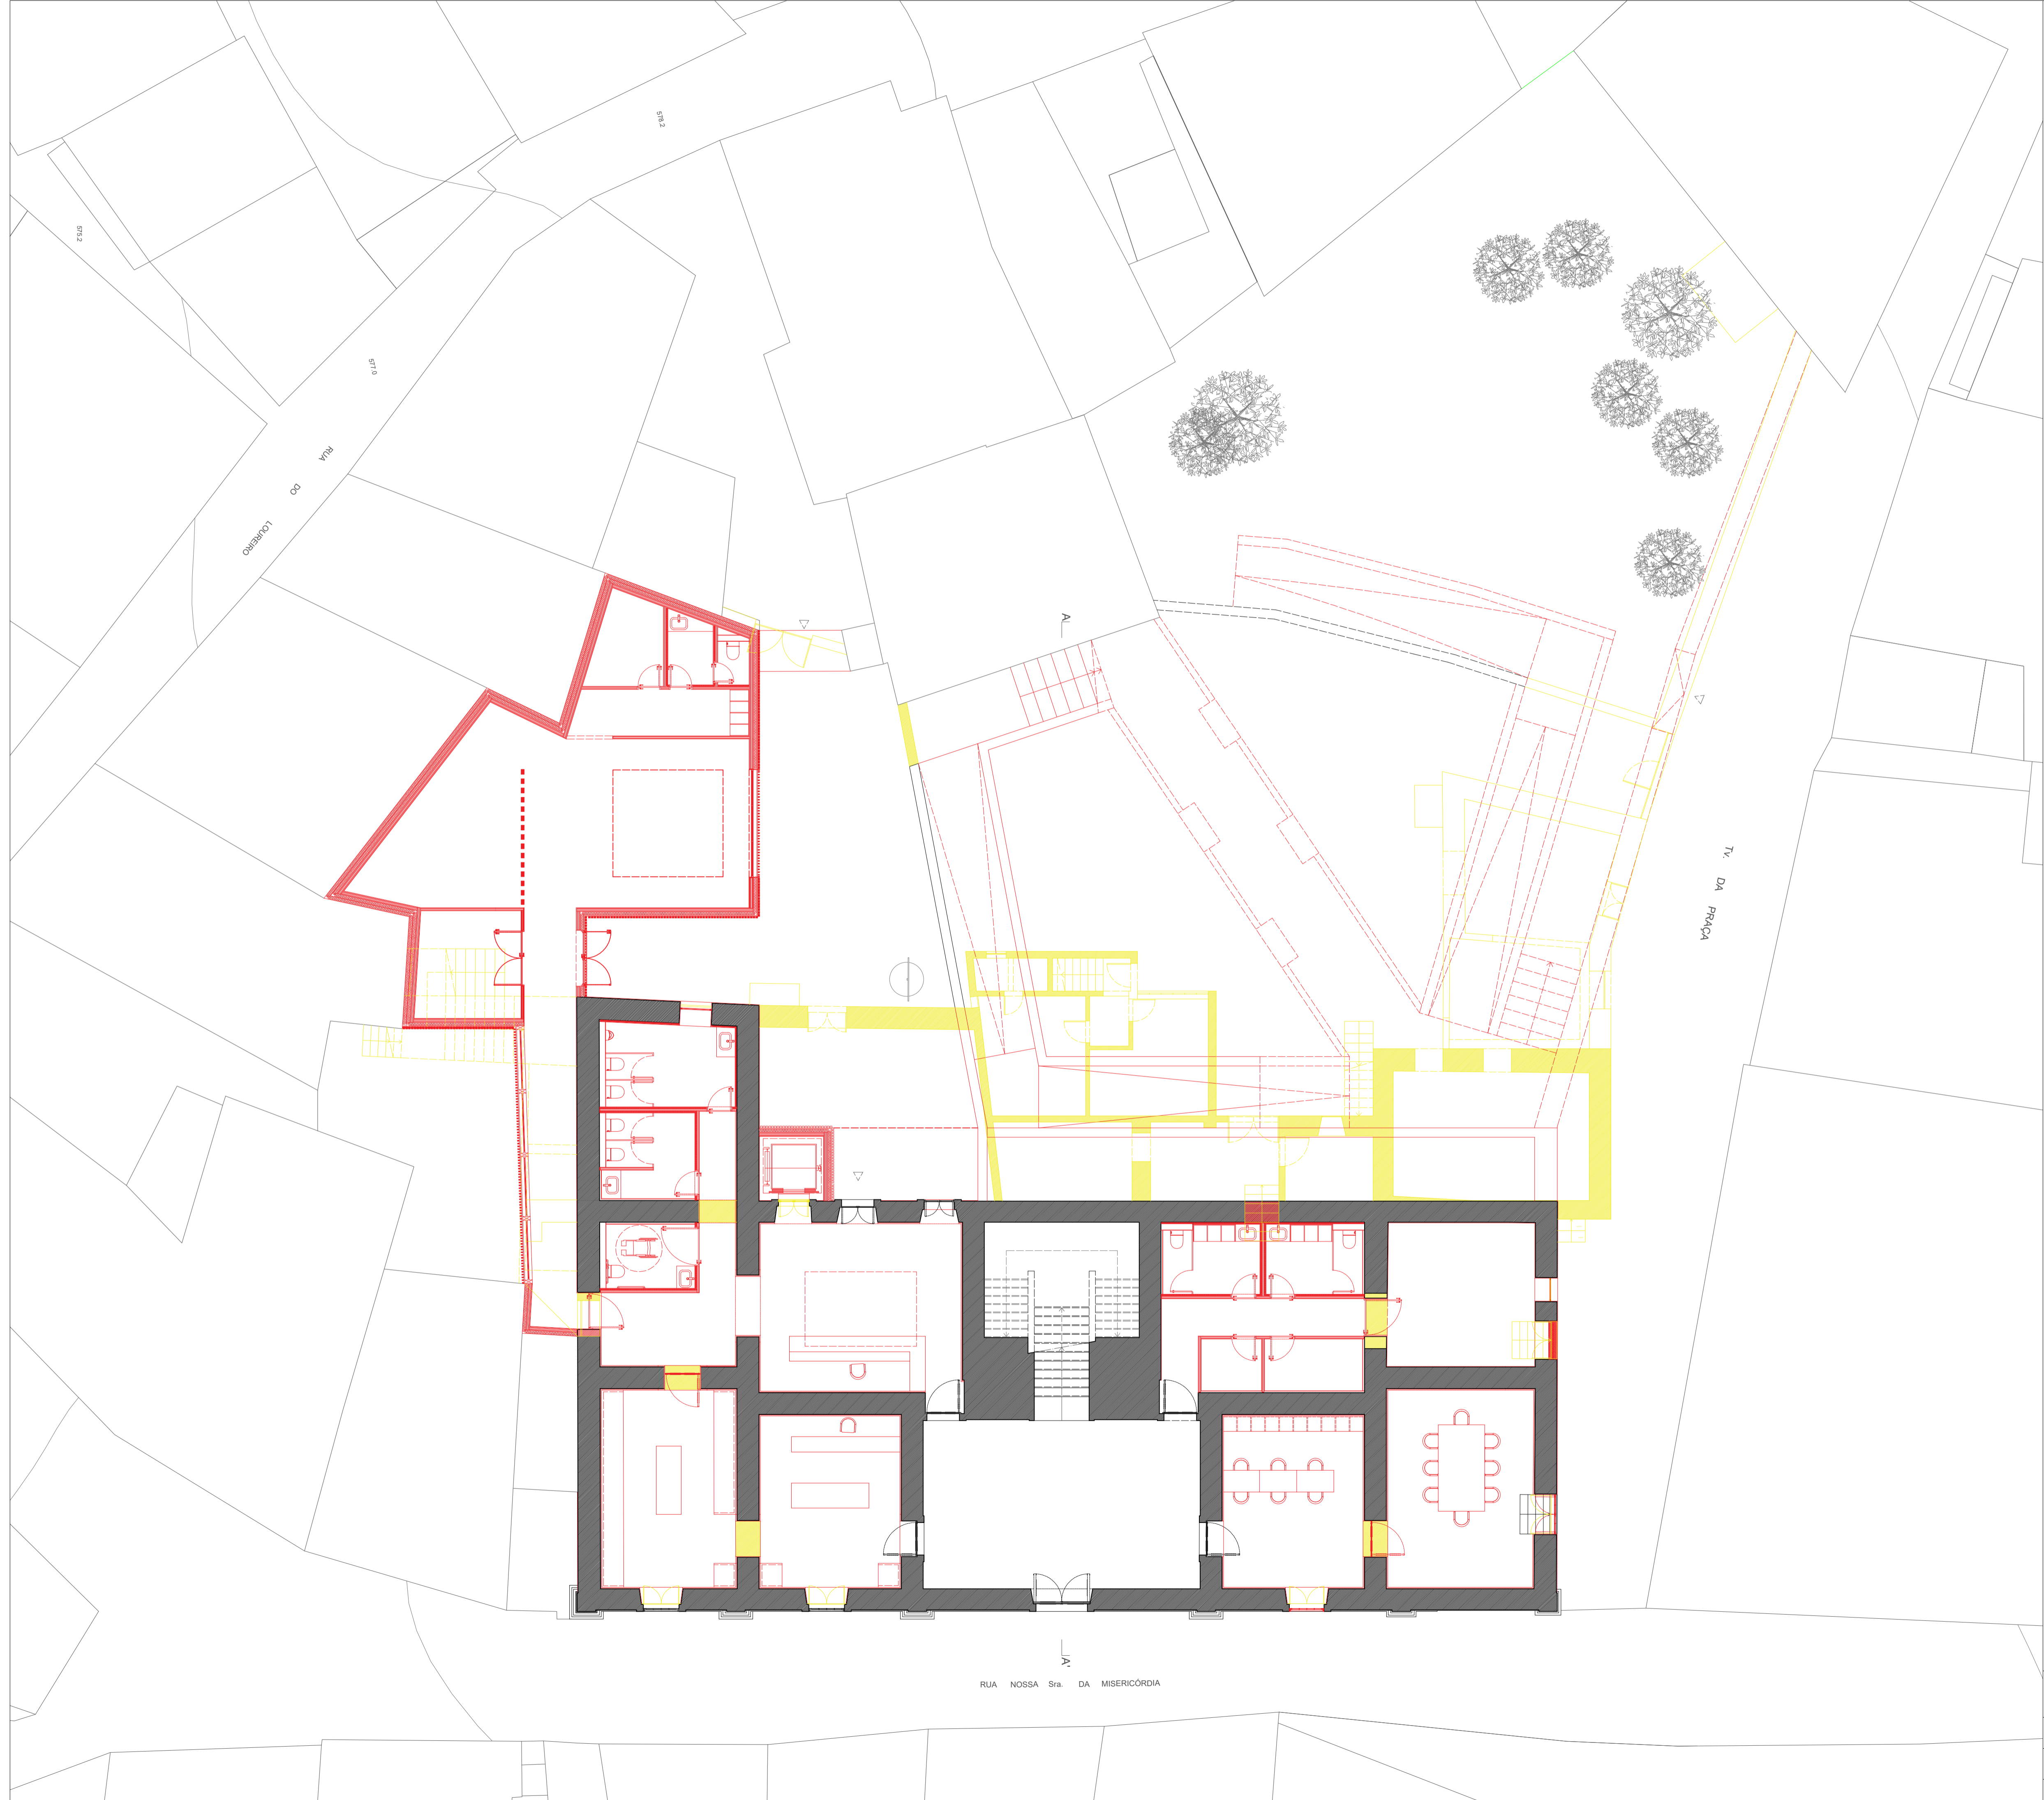 578.2
575.2
577.0
RUA DO LOUREIRO
A
Tv. DA PRAÇA
A'
RUA NOSSA Sra. DA MISERICÓRDIA